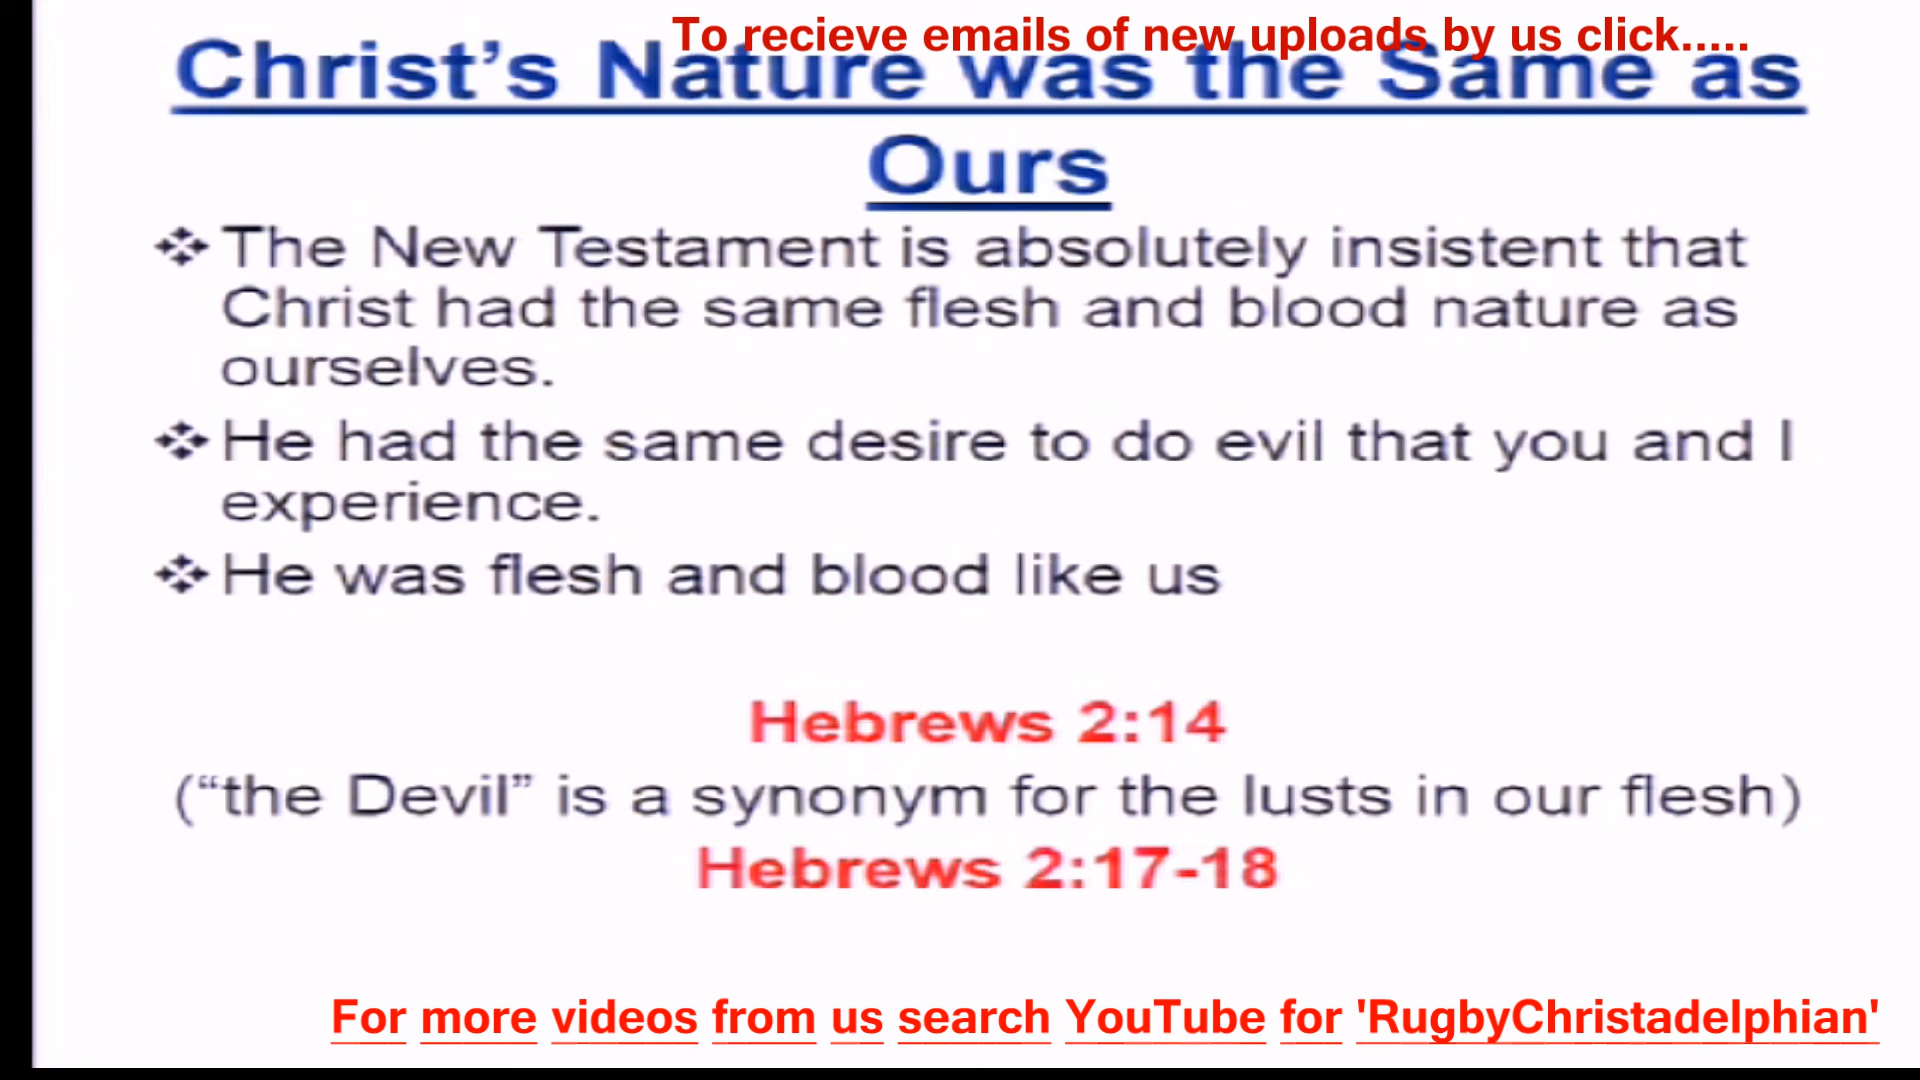 To recieve emails of new uploads by us click.....
Christ’s Nature was the Same as
Ours
❖ The New Testament is absolutely insistent that
Christ had the same flesh and blood nature as
ourselves.
❖ He had the same desire to do evil that you and I
experience.
❖ He was flesh and blood like us
Hebrews 2:14
(“the Devil” is a synonym for the lusts in our flesh)
Hebrews 2:17-18
For more videos from us search YouTube for 'RugbyChristadelphian'